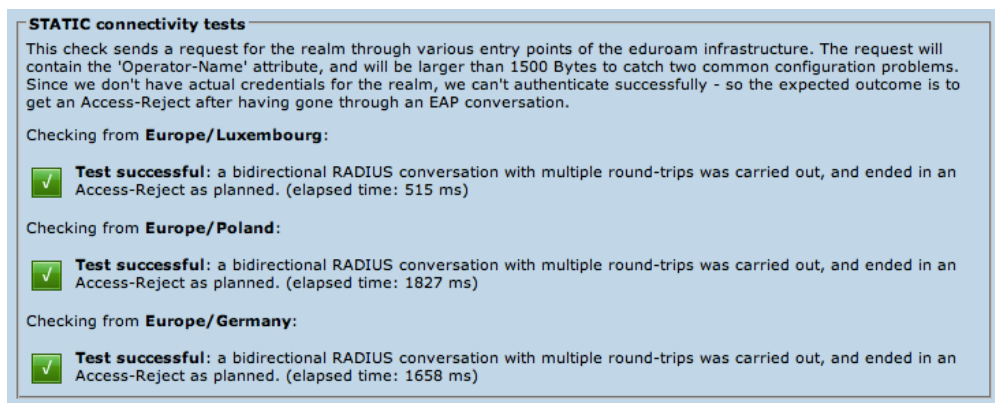 STATIC connectivity tests
This check sends a request for the realm through various entry points of the eduroam infrastructure. The request will
contain the 'Operator-Name' attribute, and will be larger than 1500 Bytes to catch two common configuration problems.
Since we don't have actual credentials for the realm, we can't authenticate successfully - so the expected outcome is to
get an Access-Reject after having gone through an EAP conversation.
Checking from Europe/Luxembourg:
Test successful: a bidirectional RADIUS conversation with multiple round-trips was carried out, and ended in an
Access-Reject as planned. (elapsed time: 515 ms)
Checking from Europe/Poland:
Test successful: a bidirectional RADIUS conversation with multiple round-trips was carried out, and ended in an
Access-Reject as planned. (elapsed time: 1827 ms)
Checking from Europe/Germany:
Test successful: a bidirectional RADIUS conversation with multiple round-trips was carried out, and ended in an
Access-Reject as planned. (elapsed time: 1658 ms)